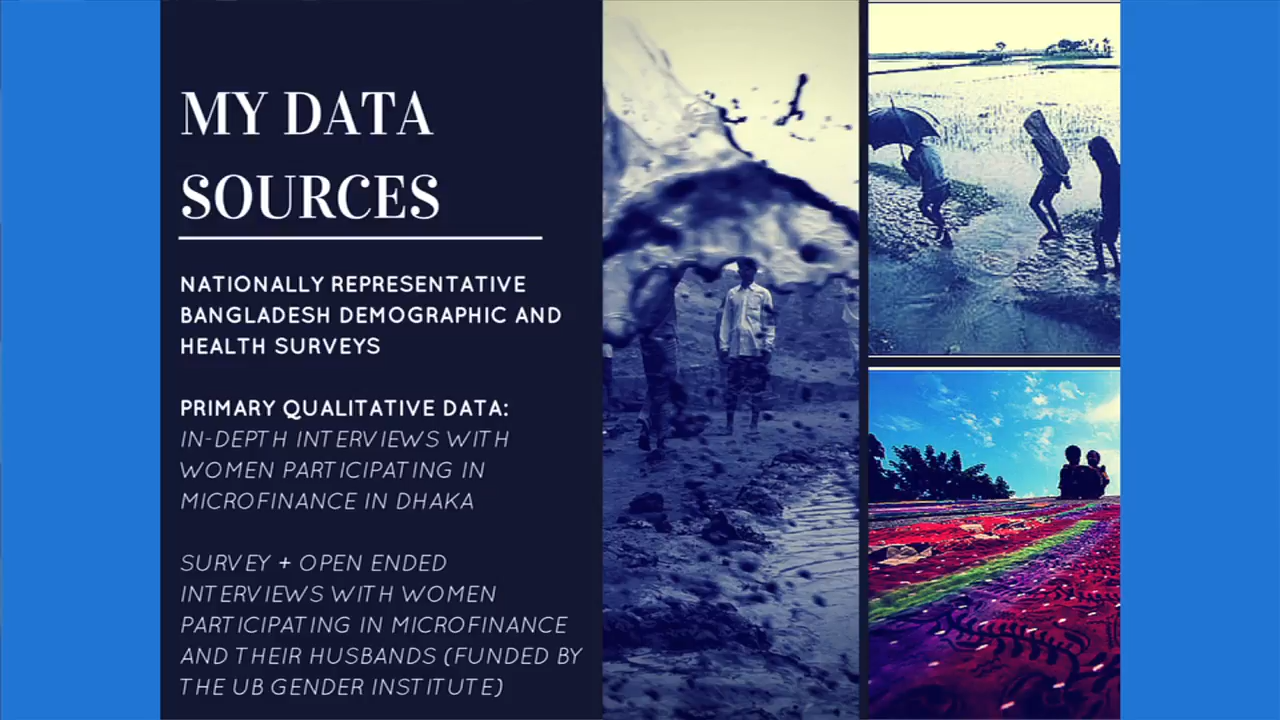 MY DATA
SOURCES
NATIONALLY REPRESENTATIVE
BANGLADESH DEMOGRAPHIC AND
HEALTH SURVEYS
PRIMARY QUALITATIVE DATA:
IN-DEPTH INTERVIEWS WITH
WOMEN PARTICIPATING IN
MICROFINANCE IN DHAKA
SURVEY + OPEN ENDED
INTERVIEWS WITH WOMEN
PARTICIPATING IN MICROFINANCE
AND THEIR HUSBANDS (FUNDED BY
THE UB GENDER INSTITUTE)